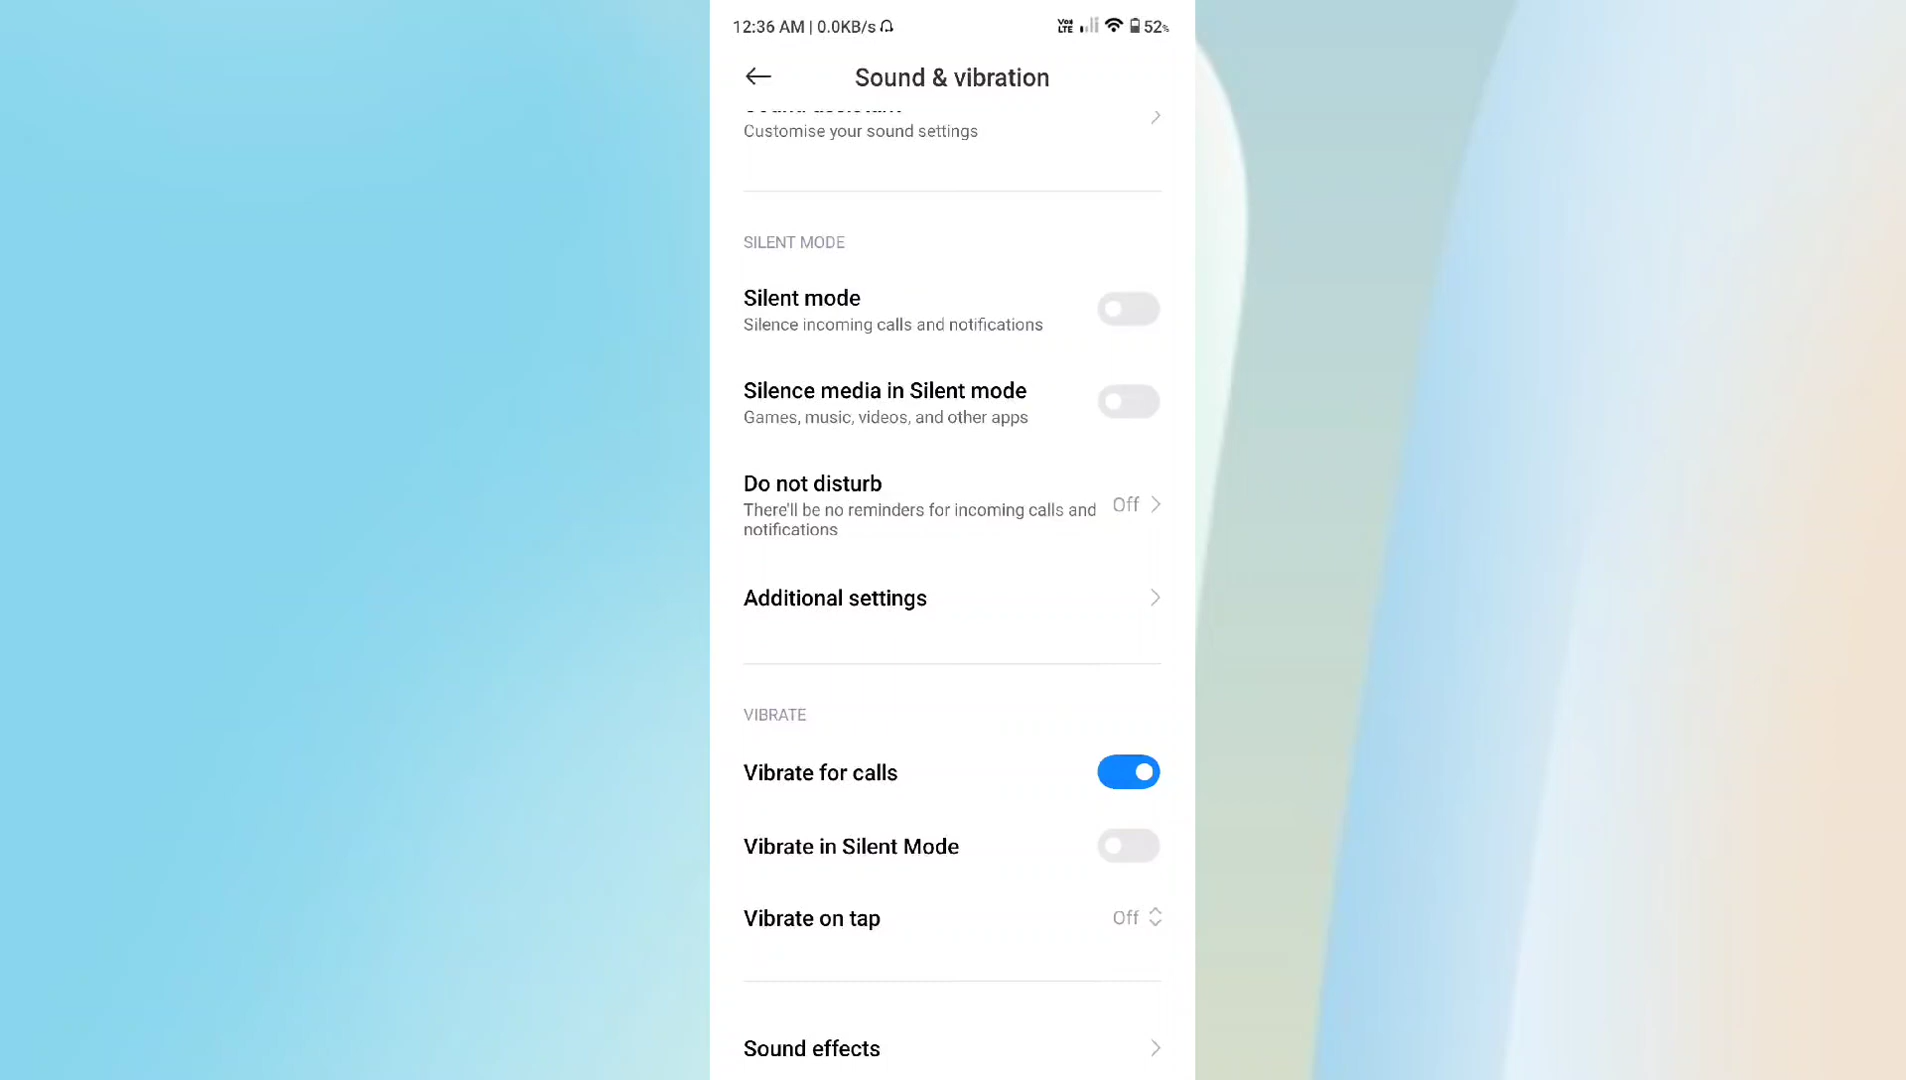 12:36 AM | 0.0KB/s
Vo LTE 52%
Sound & vibration
Customise your sound settings
SILENT MODE
Silent mode
Silence incoming calls and notifications
Silence media in Silent mode
Games, music, videos, and other apps
Do not disturb
There'll be no reminders for incoming calls and
notifications
Off
Additional settings
VIBRATE
Vibrate for calls
Vibrate in Silent Mode
Vibrate on tap
Off
Sound effects